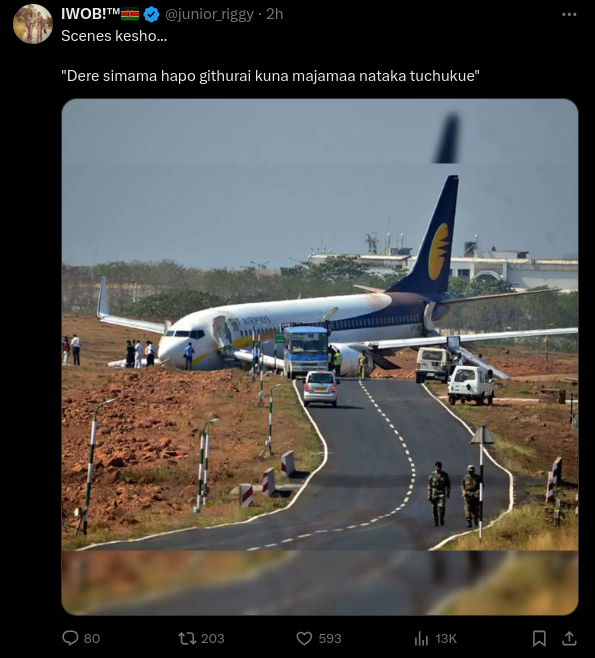 IWOB!™🇰🇪 @junior_riggy · 2h
Scenes kesho...
"Dere simama hapo githurai kuna majamaa nataka tuchukue"
80 203 593 13K